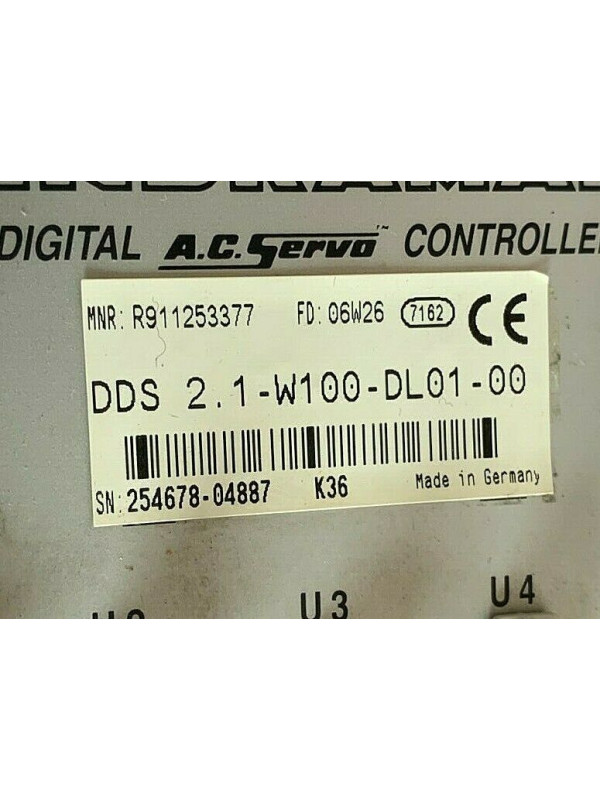 DIGITAL A.C. Servo™ CONTROLLE
MNR: R911253377 FD: 06W26 7162 CE
DDS 2.1-W100-DL01-00
SN: 254678-04887 K36 Made in Germany
U3 U4